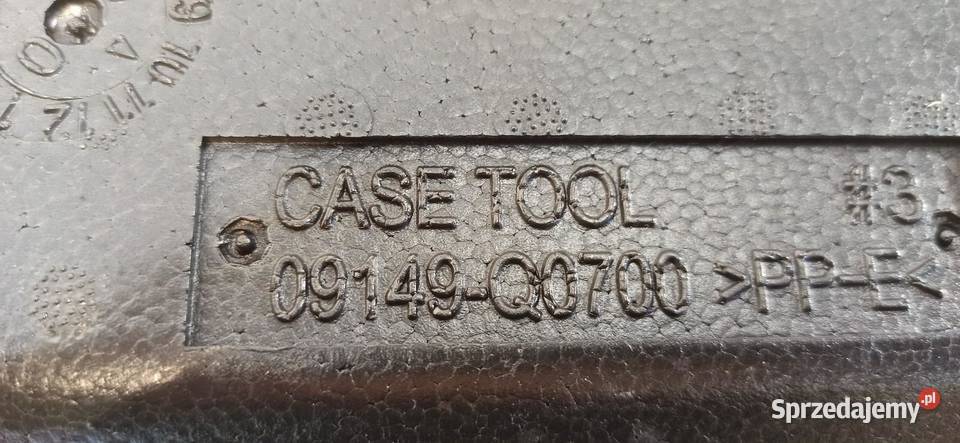 CASE TOOL #3
09149-Q0700 >PP-E<
Sprzedajemy.pl